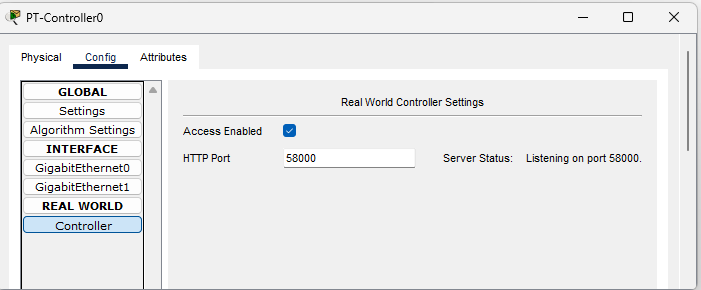 PT-Controller0
Physical Config Attributes
GLOBAL
Settings
Algorithm Settings
INTERFACE
GigabitEthernet0
GigabitEthernet1
REAL WORLD
Controller
Real World Controller Settings
Access Enabled
HTTP Port 58000 Server Status: Listening on port 58000.